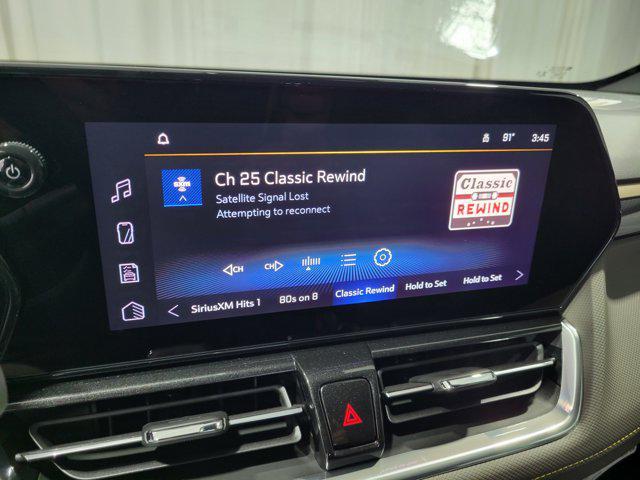 91° 3:45
SXM
Ch 25 Classic Rewind
Satellite Signal Lost
Attempting to reconnect
Classic
REWIND
CH CH
SiriusXM Hits 1 80s on 8 Classic Rewind Hold to Set Hold to Set